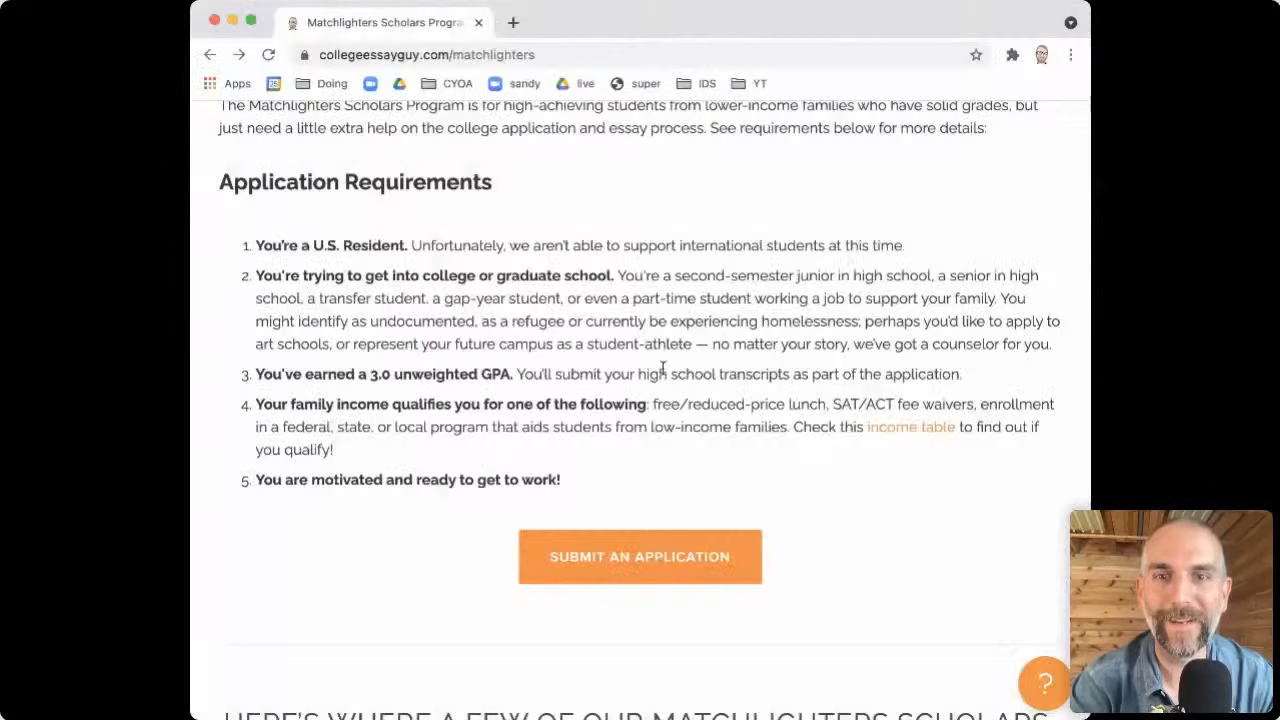 Matchlighters Scholars Progra
collegeessayguy.com/matchlighters
Apps Doing CYOA sandy live super IDS YT
The Matchlighters Scholars Program is for high-achieving students from lower-income families who have solid grades, but
just need a little extra help on the college application and essay process. See requirements below for more details:
Application Requirements
1. You're a U.S. Resident. Unfortunately, we aren't able to support international students at this time.
2. You're trying to get into college or graduate school. You're a second-semester junior in high school, a senior in high
school, a transfer student, a gap-year student, or even a part-time student working a job to support your family. You
might identify as undocumented, as a refugee or currently be experiencing homelessness; perhaps you'd like to apply to
art schools, or represent your future campus as a student-athlete — no matter your story, we've got a counselor for you.
3. You've earned a 3.0 unweighted GPA. You'll submit your high school transcripts as part of the application.
4. Your family income qualifies you for one of the following: free/reduced-price lunch, SAT/ACT fee waivers, enrollment
in a federal, state, or local program that aids students from low-income families. Check this income table to find out if
you qualify!
5. You are motivated and ready to get to work!
SUBMIT AN APPLICATION
?
HERE'S WHERE A FEW OF OUR MATCHLIGHTERS SCHOLARS